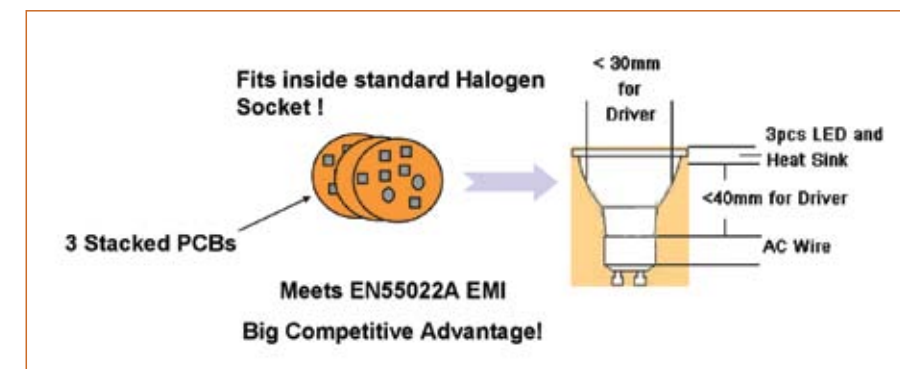 Fits inside standard Halogen
Socket !
3 Stacked PCBs
Meets EN55022A EMI
Big Competitive Advantage!
< 30mm
for
Driver
3pcs LED and
Heat Sink
<40mm for Driver
AC Wire